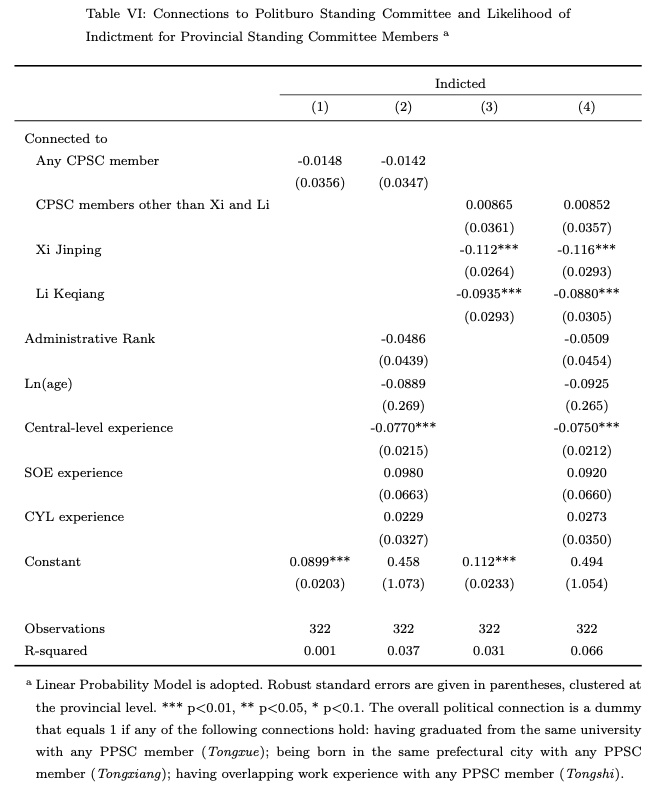 Table VI: Connections to Politburo Standing Committee and Likelihood of
Indictment for Provincial Standing Committee Members ᵃ
Indicted
(1) (2) (3) (4)
Connected to
Any CPSC member -0.0148 -0.0142
(0.0356) (0.0347)
CPSC members other than Xi and Li 0.00865 0.00852
(0.0361) (0.0357)
Xi Jinping -0.112*** -0.116***
(0.0264) (0.0293)
Li Keqiang -0.0935*** -0.0880***
(0.0293) (0.0305)
Administrative Rank -0.0486 -0.0509
(0.0439) (0.0454)
Ln(age) -0.0889 -0.0925
(0.269) (0.265)
Central-level experience -0.0770*** -0.0750***
(0.0215) (0.0212)
SOE experience 0.0980 0.0920
(0.0663) (0.0660)
CYL experience 0.0229 0.0273
(0.0327) (0.0350)
Constant 0.0899*** 0.458 0.112*** 0.494
(0.0203) (1.073) (0.0233) (1.054)
Observations 322 322 322 322
R-squared 0.001 0.037 0.031 0.066
ᵃ Linear Probability Model is adopted. Robust standard errors are given in parentheses, clustered at
the provincial level. *** p<0.01, ** p<0.05, * p<0.1. The overall political connection is a dummy
that equals 1 if any of the following connections hold: having graduated from the same university
with any PPSC member (Tongxue); being born in the same prefectural city with any PPSC
member (Tongxiang); having overlapping work experience with any PPSC member (Tongshi).